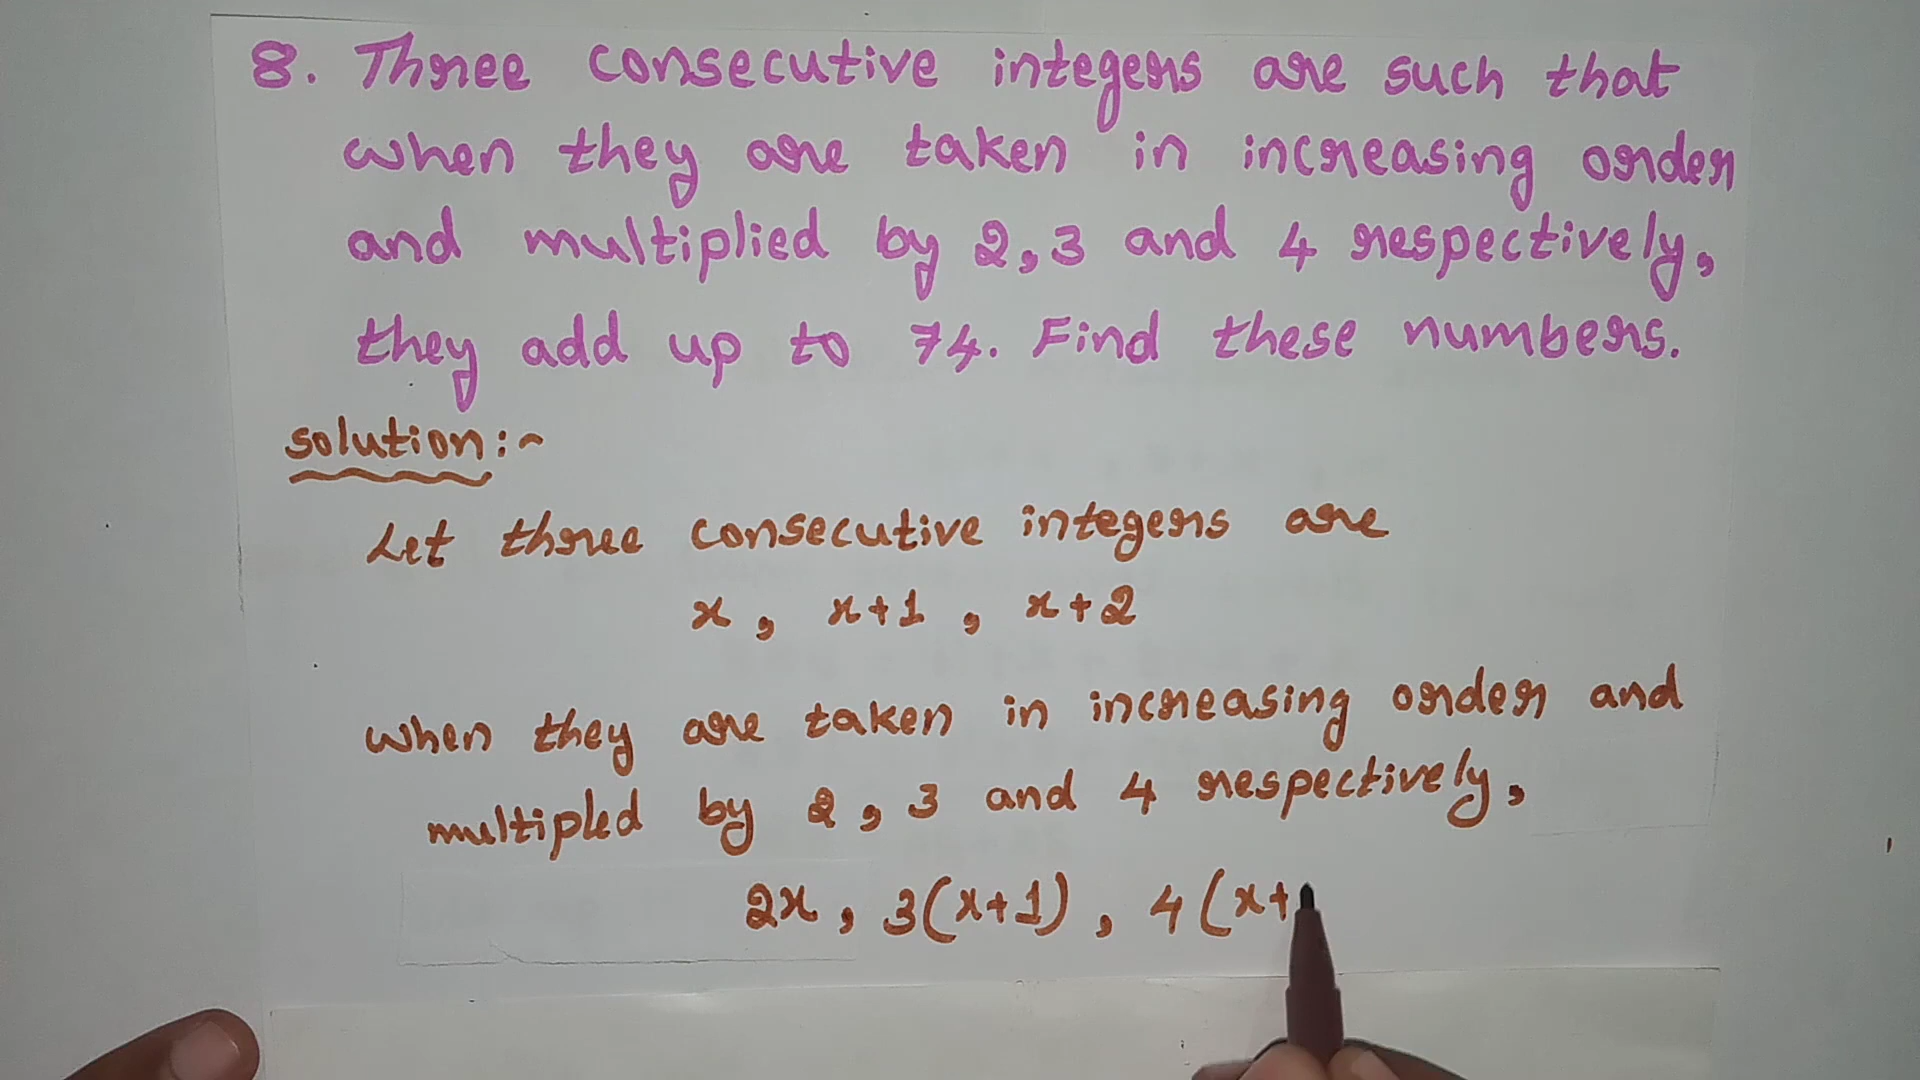 8. Three consecutive integers are such that
when they are taken in increasing order
and multiplied by 2,3 and 4 respectively,
they add up to 74. Find these numbers.
solution:-
Let three consecutive integers are
x, x+1, x+2
when they are taken in increasing order and
multipled by 2, 3 and 4 respectively,
2x, 3(x+1), 4(x+